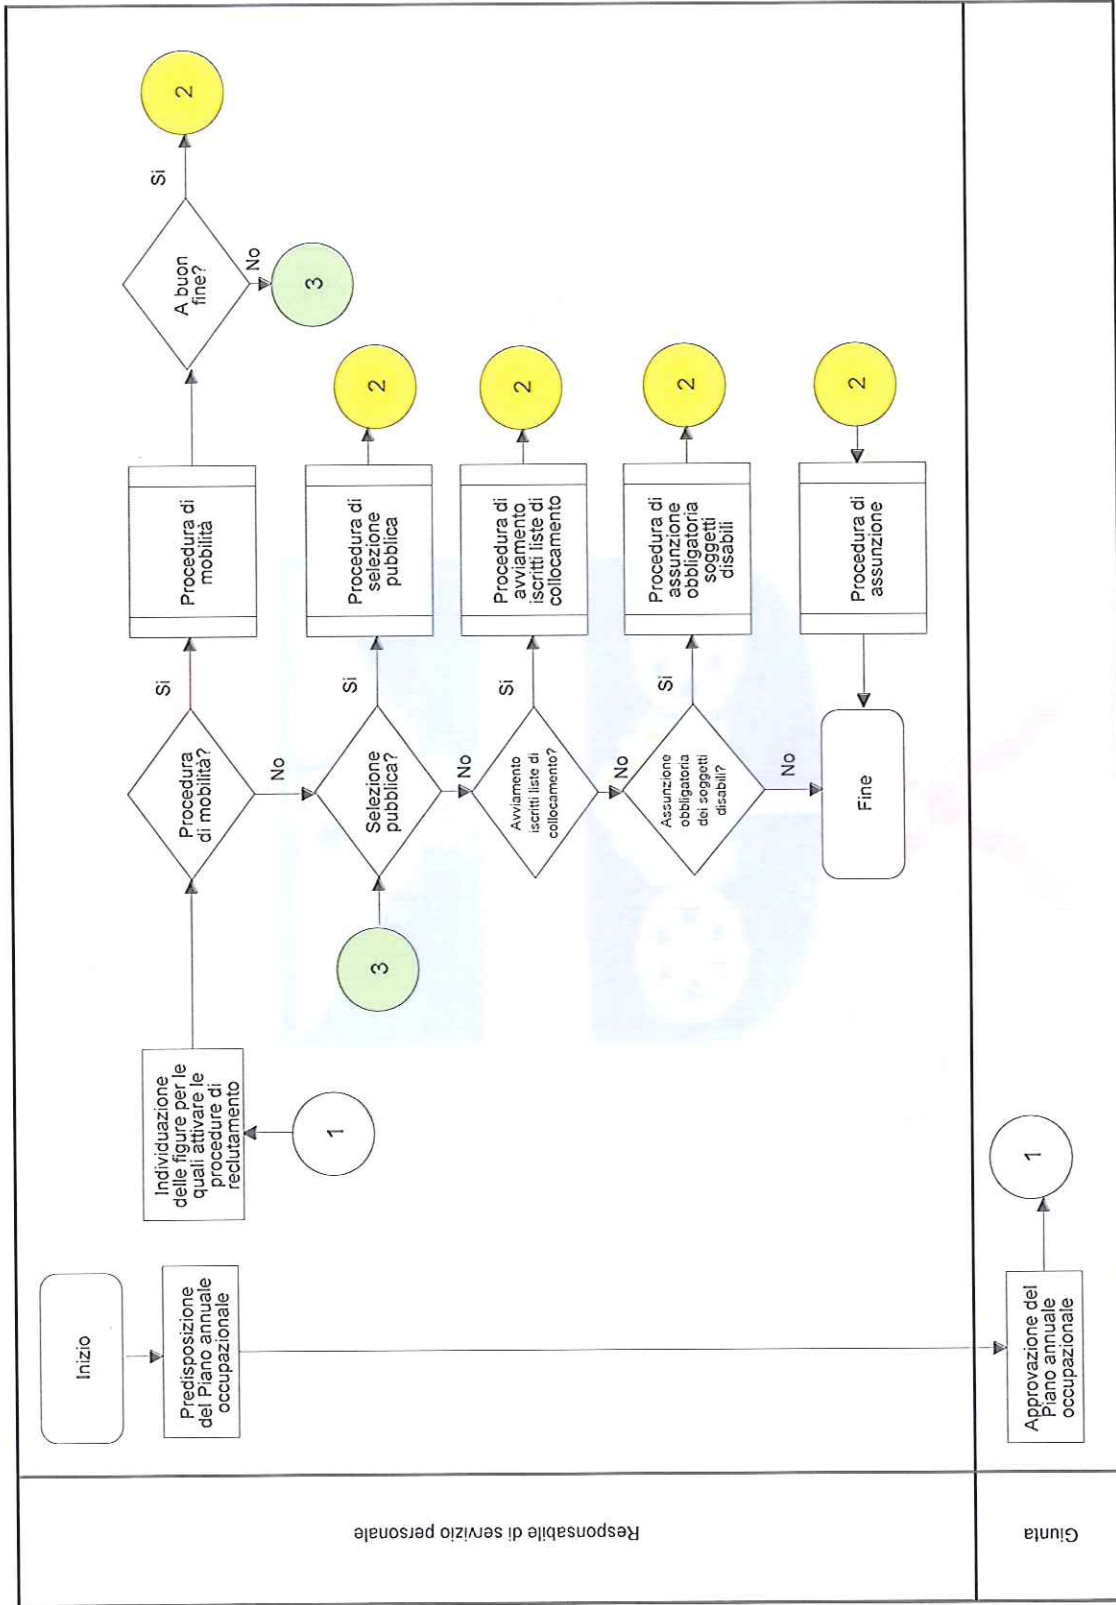 Responsabile di servizio personale
Inizio
Predisposizione
del Piano annuale
occupazionale
Individuazione
delle figure per le
quali attivare le
procedure di
reclutamento
1
Procedura
di mobilità?
Si
No
Procedura di
mobilità
A buon
fine?
Si
2
No
3
3
Selezione
pubblica?
Si
No
Procedura di
selezione
pubblica
2
Avviamento
iscritti liste di
collocamento?
Si
No
Procedura di
avviamento
iscritti liste di
collocamento
2
Assunzione
obbligatoria
dei soggetti
disabili?
Si
No
Procedura di
assunzione
obbligatoria
soggetti
disabili
2
Fine
Procedura di
assunzione
2
Giunta
Approvazione del
Piano annuale
occupazionale
1